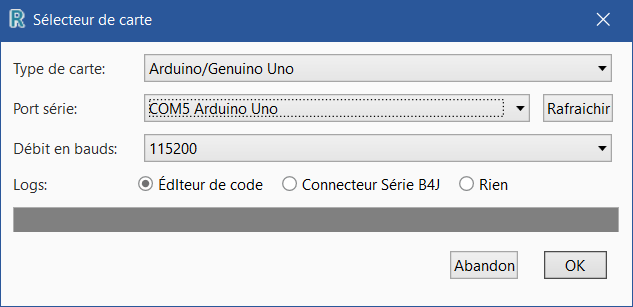 Sélecteur de carte
Type de carte: Arduino/Genuino Uno
Port série: COM5 Arduino Uno Rafraichir
Débit en bauds: 115200
Logs: ÉdIteur de code Connecteur Série B4J Rien
Abandon OK